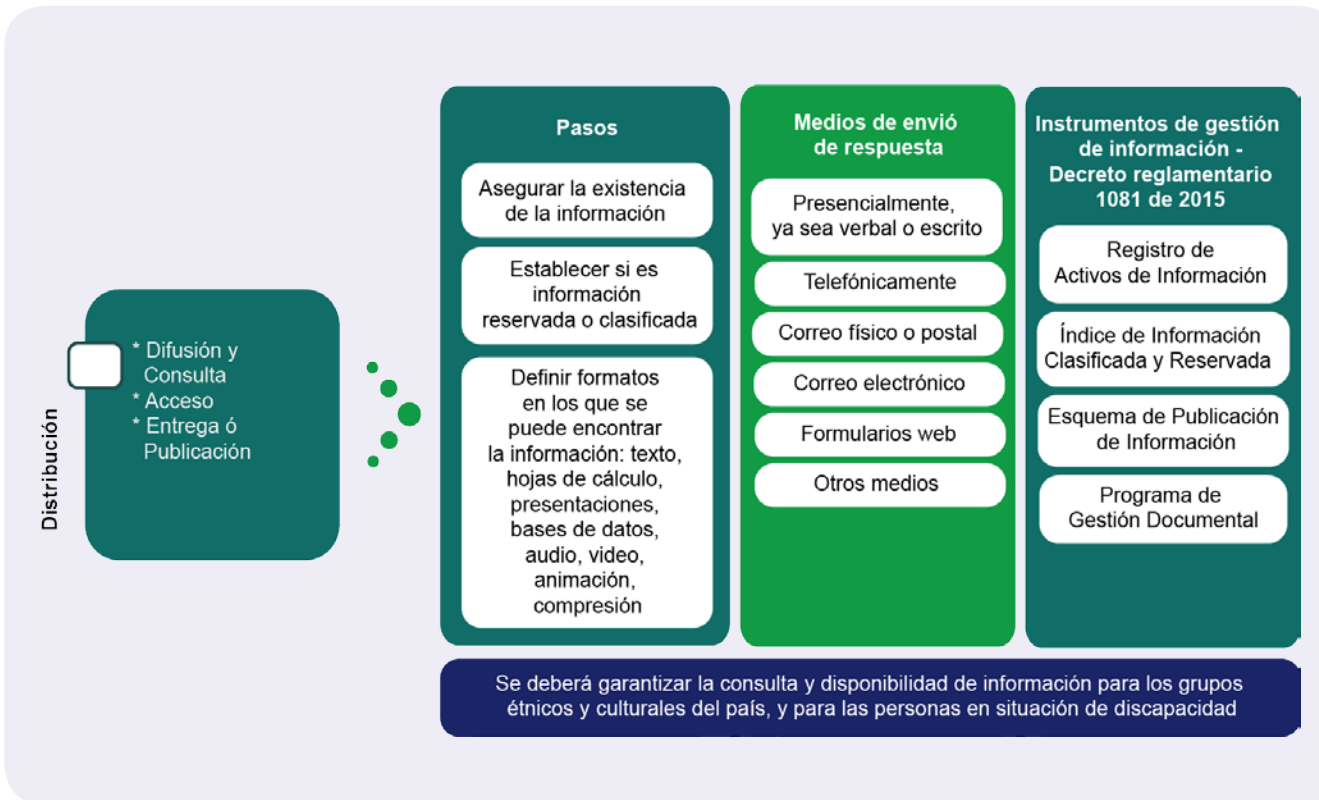 Distribución
* Difusión y
Consulta
* Acceso
* Entrega ó
Publicación
Pasos
Asegurar la existencia
de la información
Establecer si es
información
reservada o clasificada
Definir formatos
en los que se
puede encontrar
la información: texto,
hojas de cálculo,
presentaciones,
bases de datos,
audio, video,
animación,
compresión
Medios de envió
de respuesta
Presencialmente,
ya sea verbal o escrito
Telefónicamente
Correo físico o postal
Correo electrónico
Formularios web
Otros medios
Instrumentos de gestión
de información -
Decreto reglamentario
1081 de 2015
Registro de
Activos de Información
Índice de Información
Clasificada y Reservada
Esquema de Publicación
de Información
Programa de
Gestión Documental
Se deberá garantizar la consulta y disponibilidad de información para los grupos
étnicos y culturales del país, y para las personas en situación de discapacidad